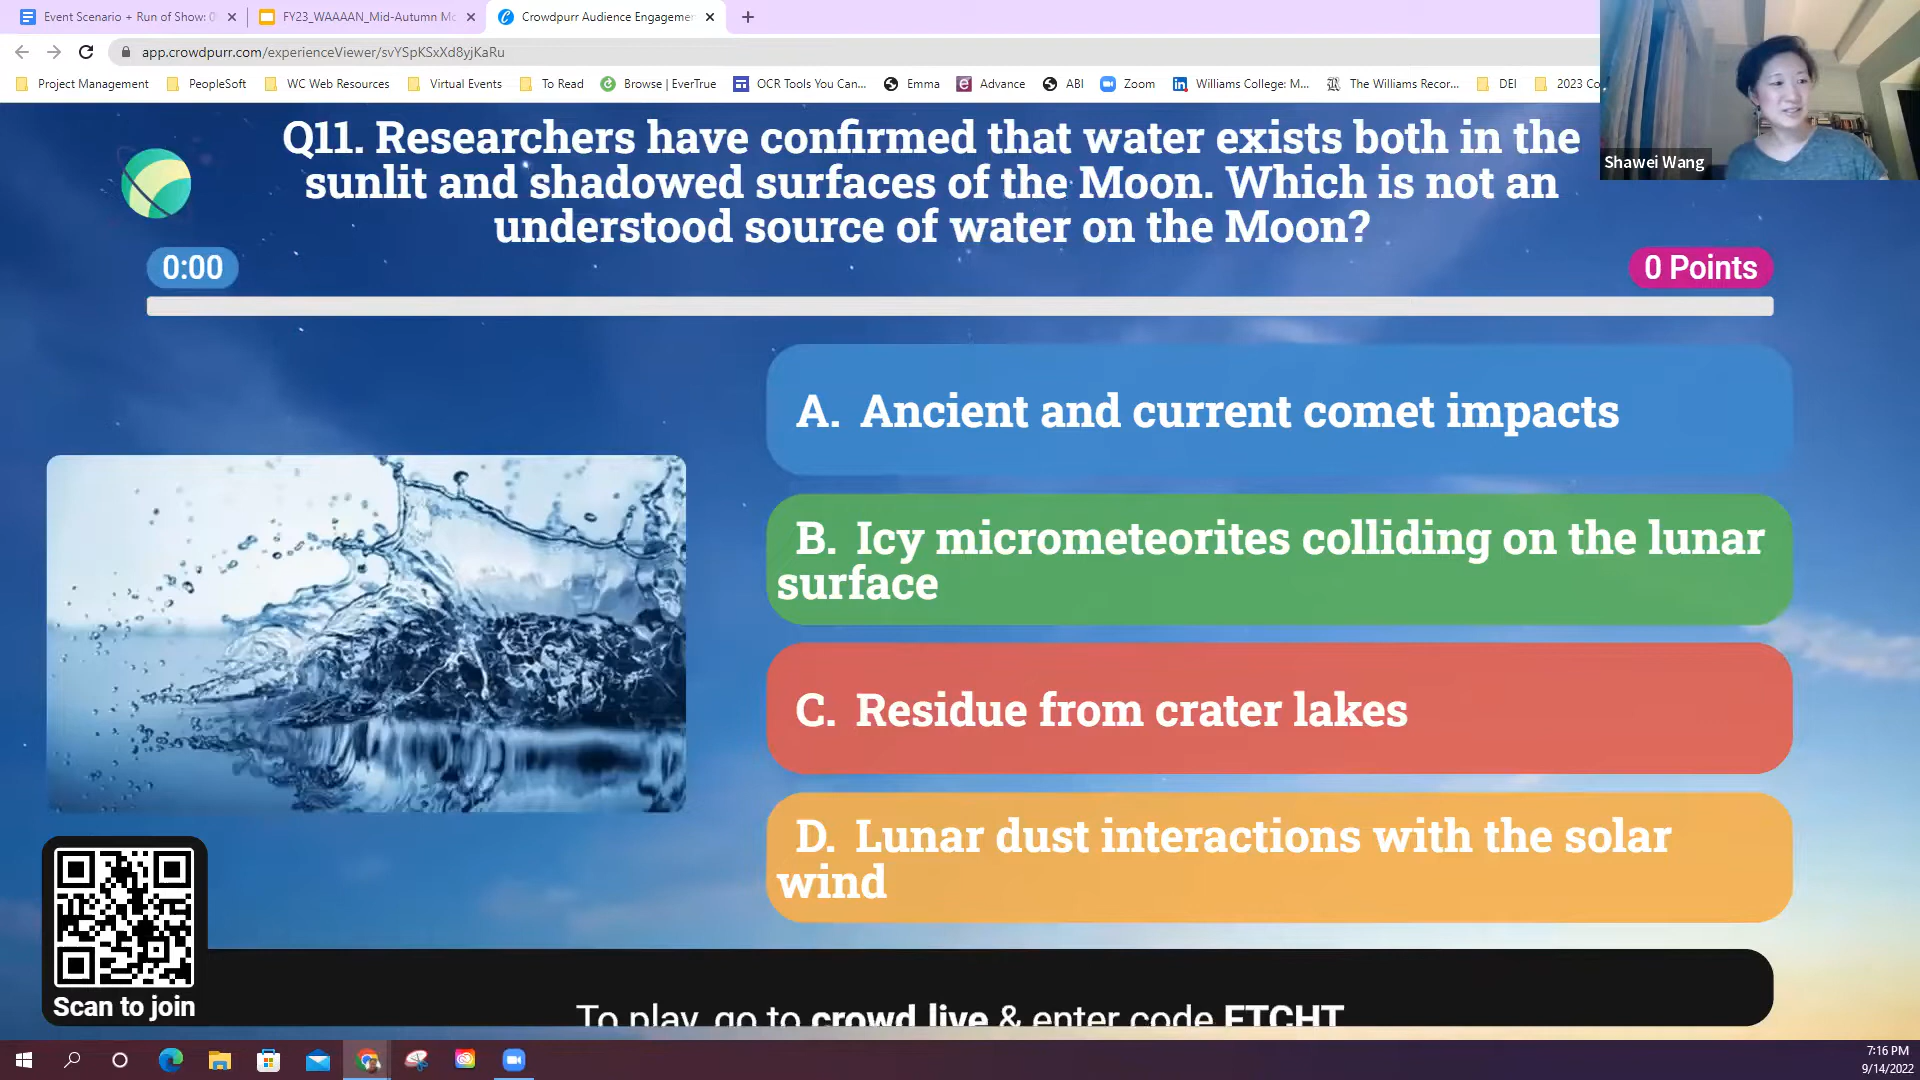 Event Scenario + Run of Show: 0
FY23_WAAAAN_Mid-Autumn Mo
Crowdpurr Audience Engagemen
app.crowdpurr.com/experienceViewer/svYSpKSxXd8yjKaRu
Project Management
PeopleSoft
WC Web Resources
Virtual Events
To Read
Browse | EverTrue
OCR Tools You Can...
Emma
Advance
ABI
Zoom
Williams College: M...
The Williams Recor...
DEI
2023 Co
Shawei Wang
Q11. Researchers have confirmed that water exists both in the
sunlit and shadowed surfaces of the Moon. Which is not an
understood source of water on the Moon?
0:00
0 Points
A. Ancient and current comet impacts
B. Icy micrometeorites colliding on the lunar
surface
C. Residue from crater lakes
D. Lunar dust interactions with the solar
wind
Scan to join
To play, go to crowd.live & enter code FTCHT
7:16 PM
9/14/2022